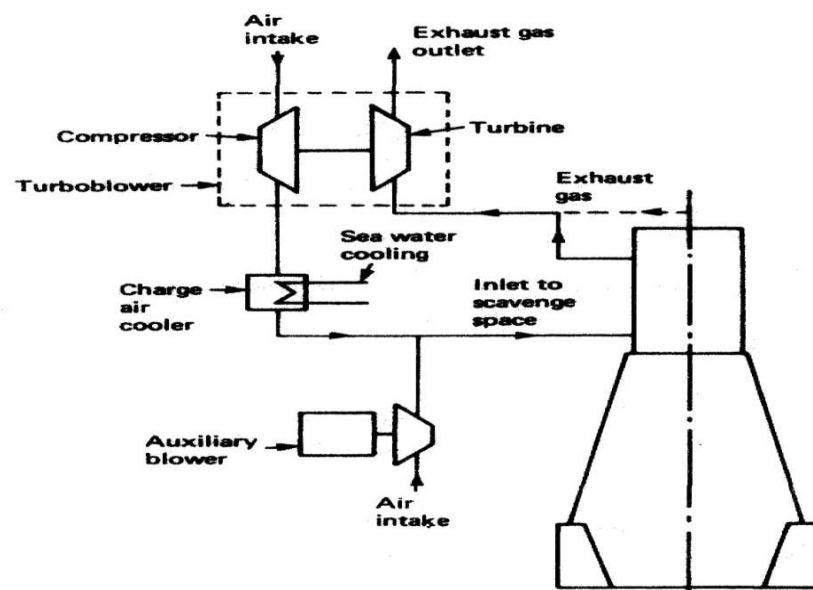 Air
intake
Exhaust gas
outlet
Compressor
Turbine
Turboblower
Exhaust
gas
Sea water
cooling
Charge
air
cooler
Inlet to
scavenge
space
Auxiliary
blower
Air
intake